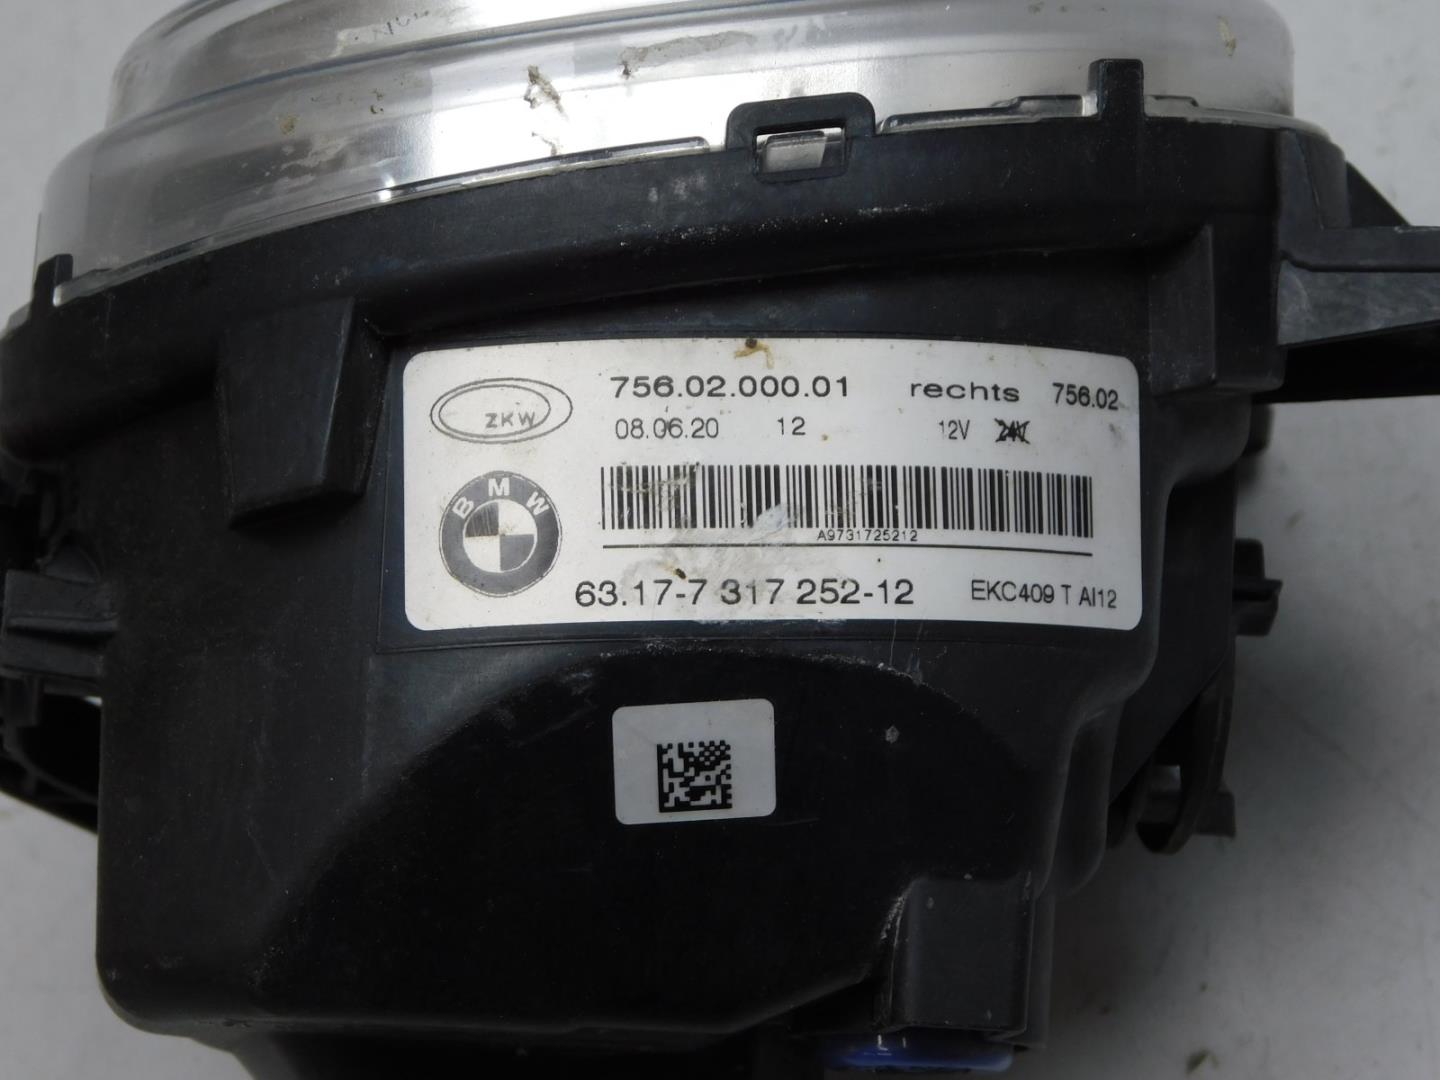 ZKW
756.02.000.01 rechts 756.02
08.06.20 12 12V 24V
BMW
A9731725212
63.17-7 317 252-12 EKC409 T AI12